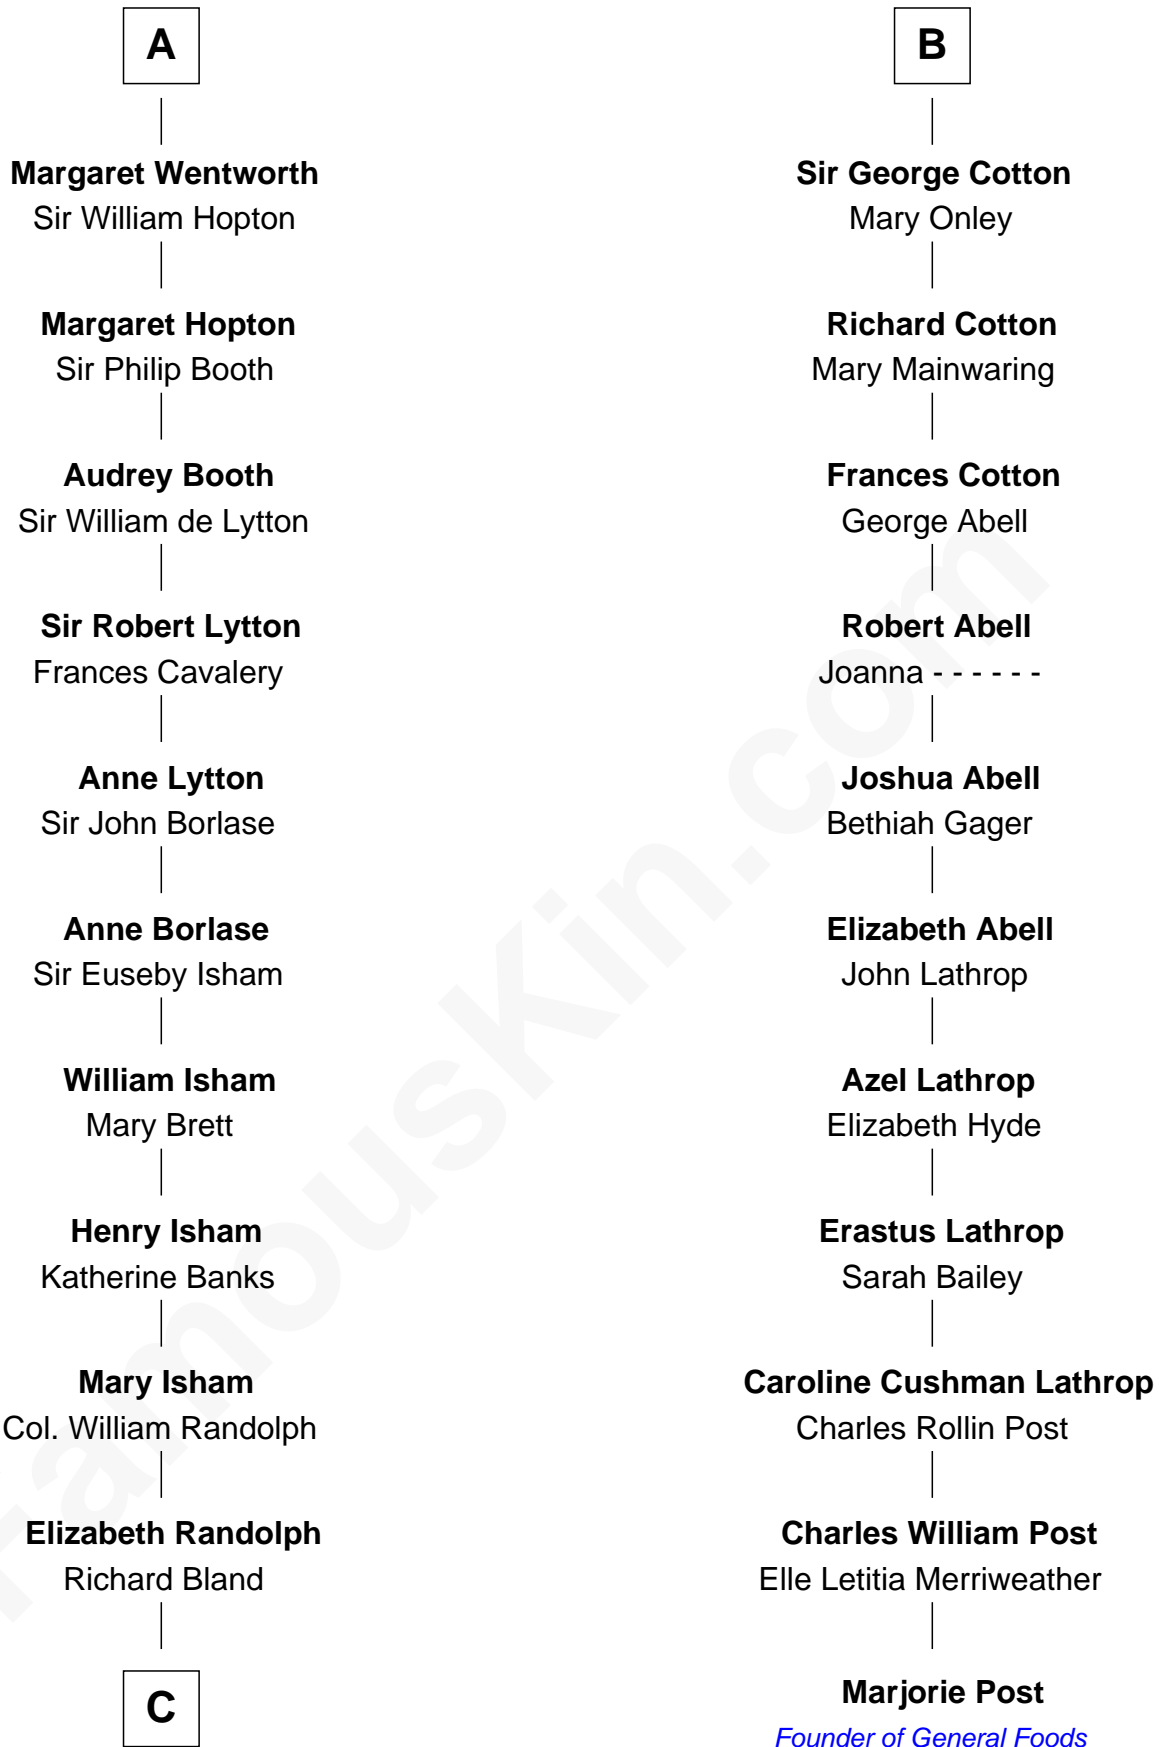 A
Margaret Wentworth
Sir William Hopton
Margaret Hopton
Sir Philip Booth
Audrey Booth
Sir William de Lytton
Sir Robert Lytton
Frances Cavalery
Anne Lytton
Sir John Borlase
Anne Borlase
Sir Euseby Isham
William Isham
Mary Brett
Henry Isham
Katherine Banks
Mary Isham
Col. William Randolph
Elizabeth Randolph
Richard Bland
C
B
Sir George Cotton
Mary Onley
Richard Cotton
Mary Mainwaring
Frances Cotton
George Abell
Robert Abell
Joanna - - - - - -
Joshua Abell
Bethiah Gager
Elizabeth Abell
John Lathrop
Azel Lathrop
Elizabeth Hyde
Erastus Lathrop
Sarah Bailey
Caroline Cushman Lathrop
Charles Rollin Post
Charles William Post
Elle Letitia Merriweather
Marjorie Post
Founder of General Foods
FamousKin.com